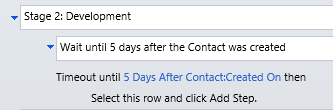 Stage 2: Development
Wait until 5 days after the Contact was created
Timeout until 5 Days After Contact:Created On then
Select this row and click Add Step.